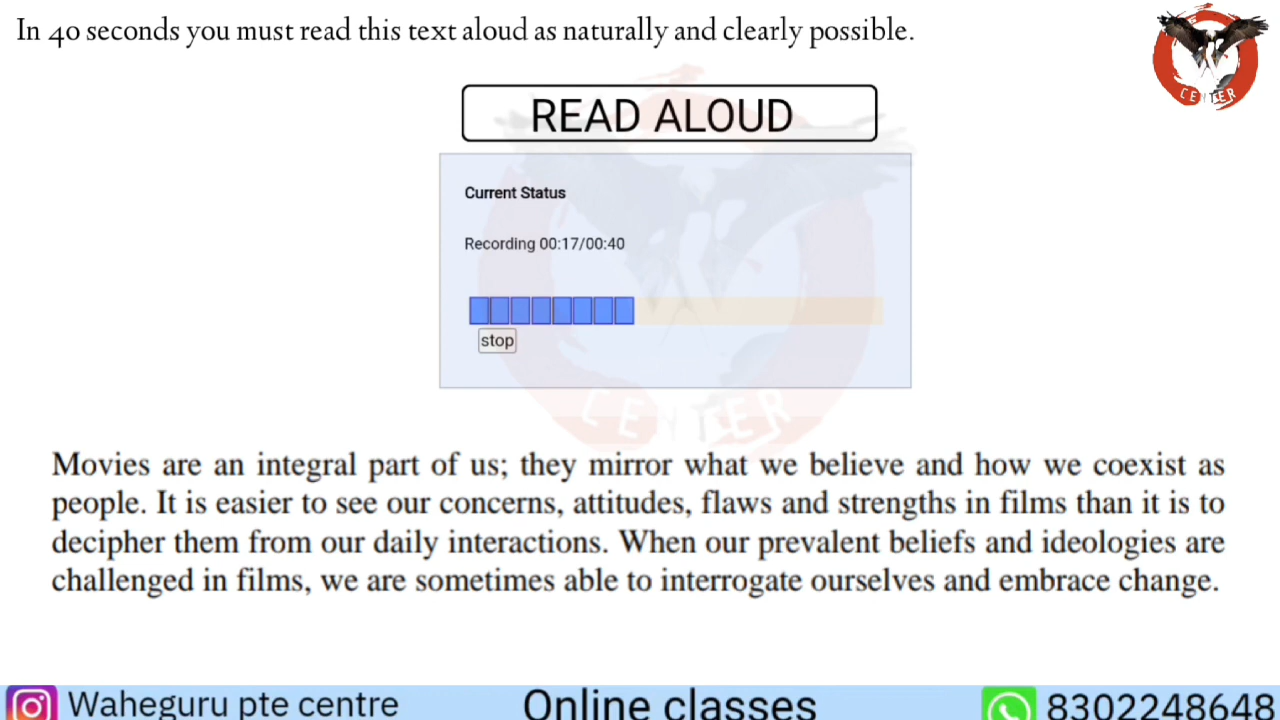 In 40 seconds you must read this text aloud as naturally and clearly possible.
CENTER
READ ALOUD
Current Status
Recording 00:17/00:40
stop
CENTER
Movies are an integral part of us; they mirror what we believe and how we coexist as
people. It is easier to see our concerns, attitudes, flaws and strengths in films than it is to
decipher them from our daily interactions. When our prevalent beliefs and ideologies are
challenged in films, we are sometimes able to interrogate ourselves and embrace change.
Waheguru pte centre
Online classes
8302248648